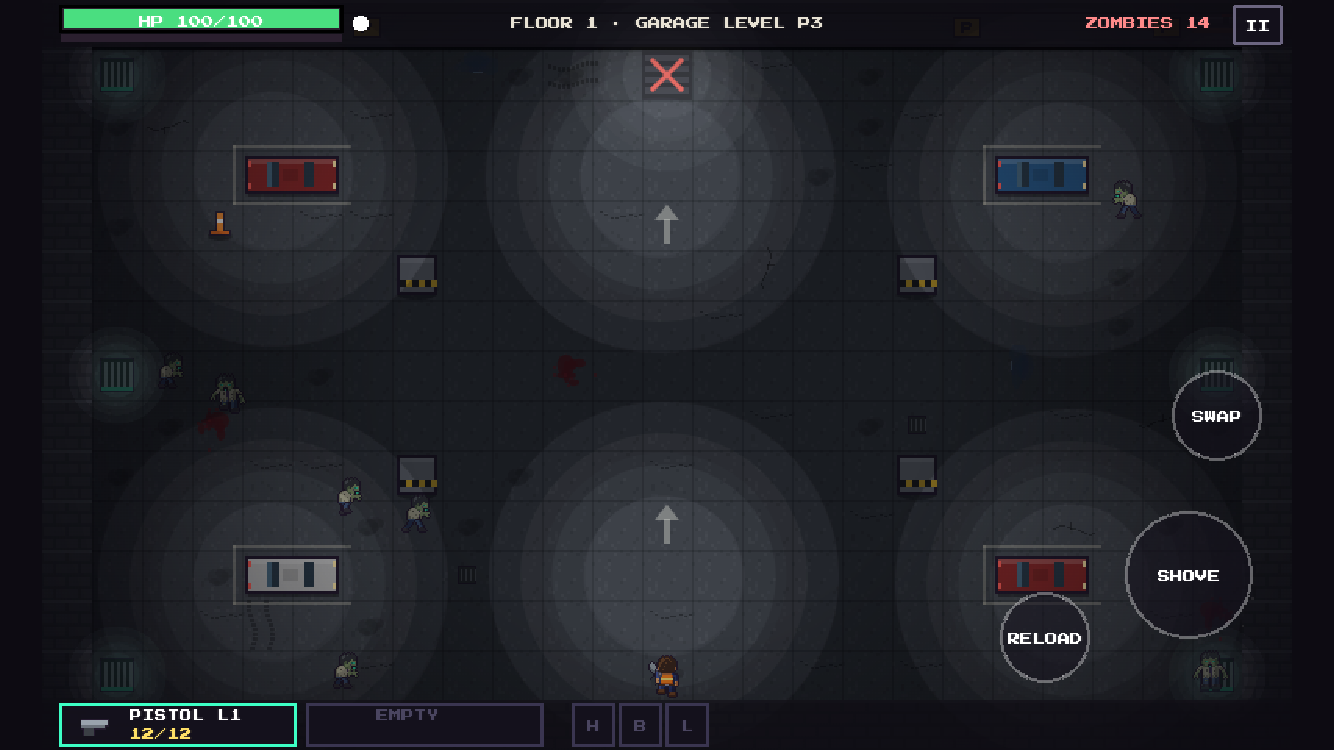 HP 100/100
FLOOR 1 · GARAGE LEVEL P3
ZOMBIES 14
II
SWAP
SHOVE
RELOAD
PISTOL L1
12/12
EMPTY
H
B
L